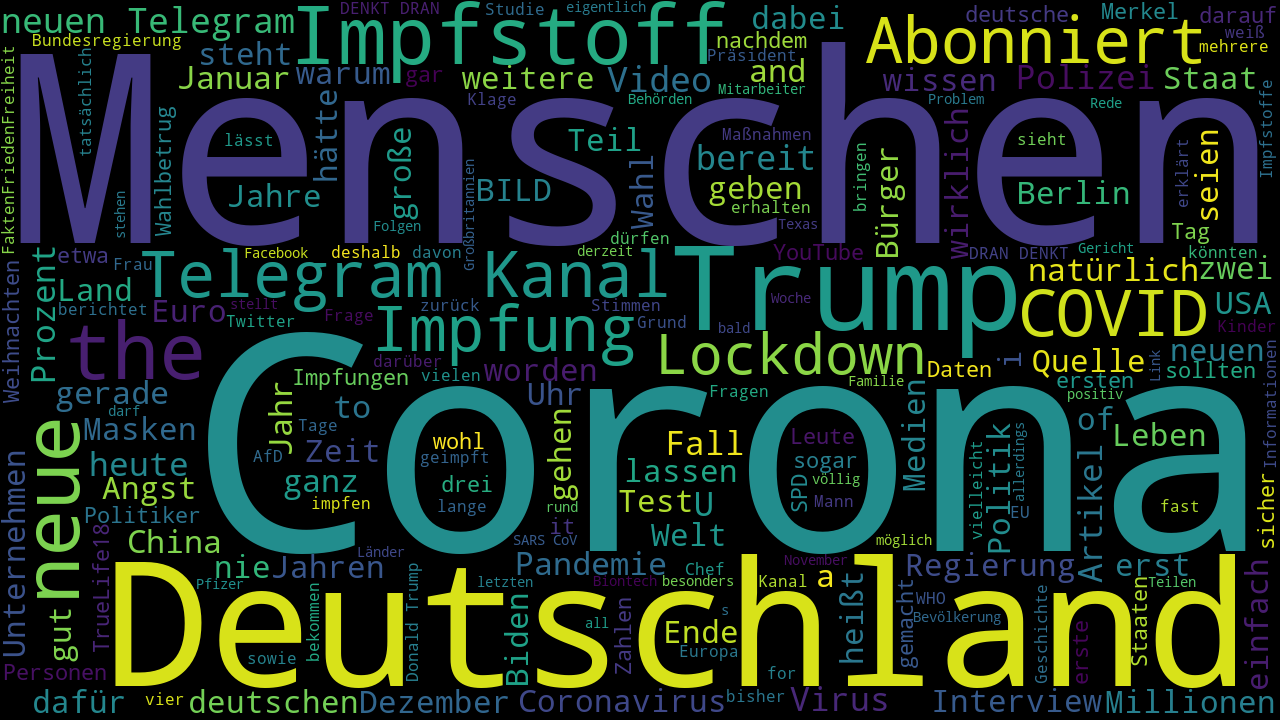 neuen Telegram
DENKT DRAN
Impfstoff
Studie
eigentlich
dabei
Abonniert
deutsche
Merkel
darauf
weiß
mehrere
Bundesregierung
steht
nachdem
Präsident
Januar
warum
gar
weitere
Video
and
wissen
Polizei
Staat
Klage
Behörden
Mitarbeiter
Problem
Rede
FaktenFriedenFreiheit
tatsächlich
Menschen
Wahlbetrug
lässt
hätte
große
Teil
Maßnahmen
bereit
Bürger
bringen
Wirklich
sieht
erklärt
seien
Impfstoffe
stehen
Jahre
Folgen
BILD
Großbritannien
Wahl
geben
erhalten
Texas
Berlin
Tag
dürfen
Prozent
etwa
Frau
Facebook
deshalb
davon
derzeit
YouTube
DRAN DENKT
Gericht
könnten
Weihnachten
Land
Telegram Kanal
Trump
natürlich
zwei
berichtet
Euro
stellt
Twitter
Frage
zurück
Stimmen
Woche
COVID
USA
the
Impfung
Grund
bald
Kinder
darüber
Lockdown
Daten
i
Quelle
neuen
Link
Informationen
gerade
Impfungen
vielen
worden
Familie
ersten
sollten
darf
Jahr
to
Uhr
Fragen
positiv
Masken
Tage
Corona
wohl
gehen
Fall
Leute
Medien
of
Leben
neue
heute
AfD
Zeit
geimpft
lassen
sogar
Politik
Artikel
sicher
Unternehmen
Angst
ganz
drei
völlig
vielleicht
allerdings
Politiker
impfen
lange
rund
Test
U
SPD
Mann
EU
fast
TrueLife18
China
it
SARS CoV
Welt
möglich
nie
Jahren
Länder
Pandemie
Chef
November
Regierung
erst
gut
Pfizer
Deutschland
letzten
Biontech
besonders
Kanal
a
heißt
gemacht
WHO
Teilen
bekommen
Donald Trump
Biden
s
all
Zahlen
Ende
Bevölkerung
Geschichte
erste
Staaten
einfach
Personen
sowie
Europa
for
dafür
vier
deutschen
Dezember
Coronavirus
bisher
Virus
Interview
Millionen